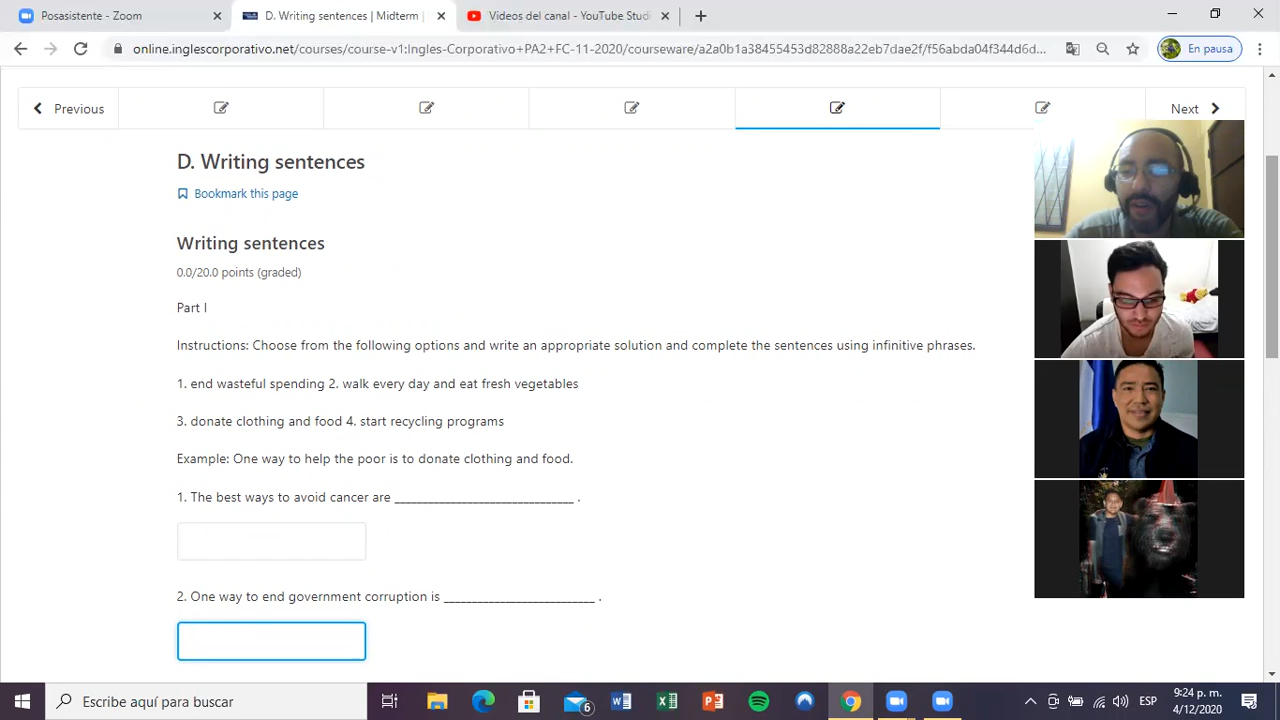 Posasistente - Zoom
D. Writing sentences | Midterm
Videos del canal - YouTube Studi
online.inglescorporativo.net/courses/course-v1:Ingles-Corporativo+PA2+FC-11-2020/courseware/a2a0b1a38455453d82888a22eb7dae2f/f56abda04f344d6d...
En pausa
Previous
Next
D. Writing sentences
Bookmark this page
Writing sentences
0.0/20.0 points (graded)
Part I
Instructions: Choose from the following options and write an appropriate solution and complete the sentences using infinitive phrases.
1. end wasteful spending 2. walk every day and eat fresh vegetables
3. donate clothing and food 4. start recycling programs
Example: One way to help the poor is to donate clothing and food.
1. The best ways to avoid cancer are ______________________________ .
2. One way to end government corruption is _________________________ .
Escribe aquí para buscar
6
ESP
9:24 p. m.
4/12/2020